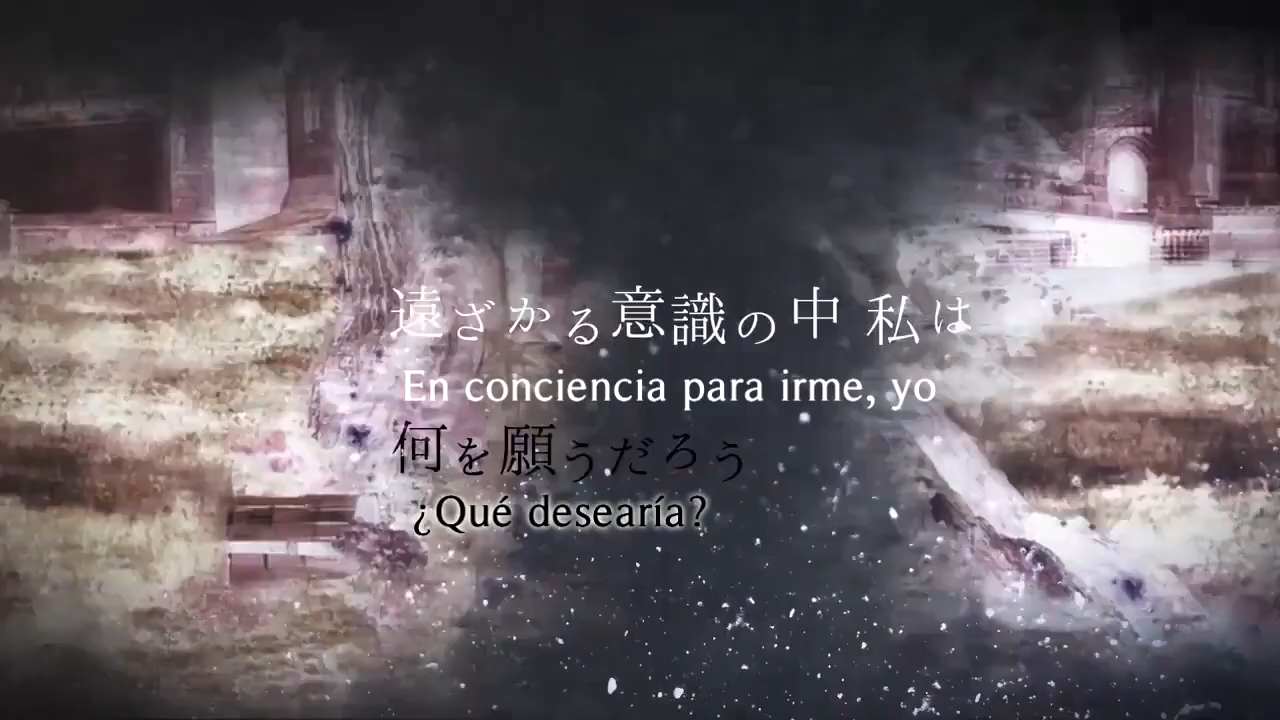 遠ざかる意識の中 私は
En conciencia para irme, yo
何を願うだろう
¿Qué desearía?